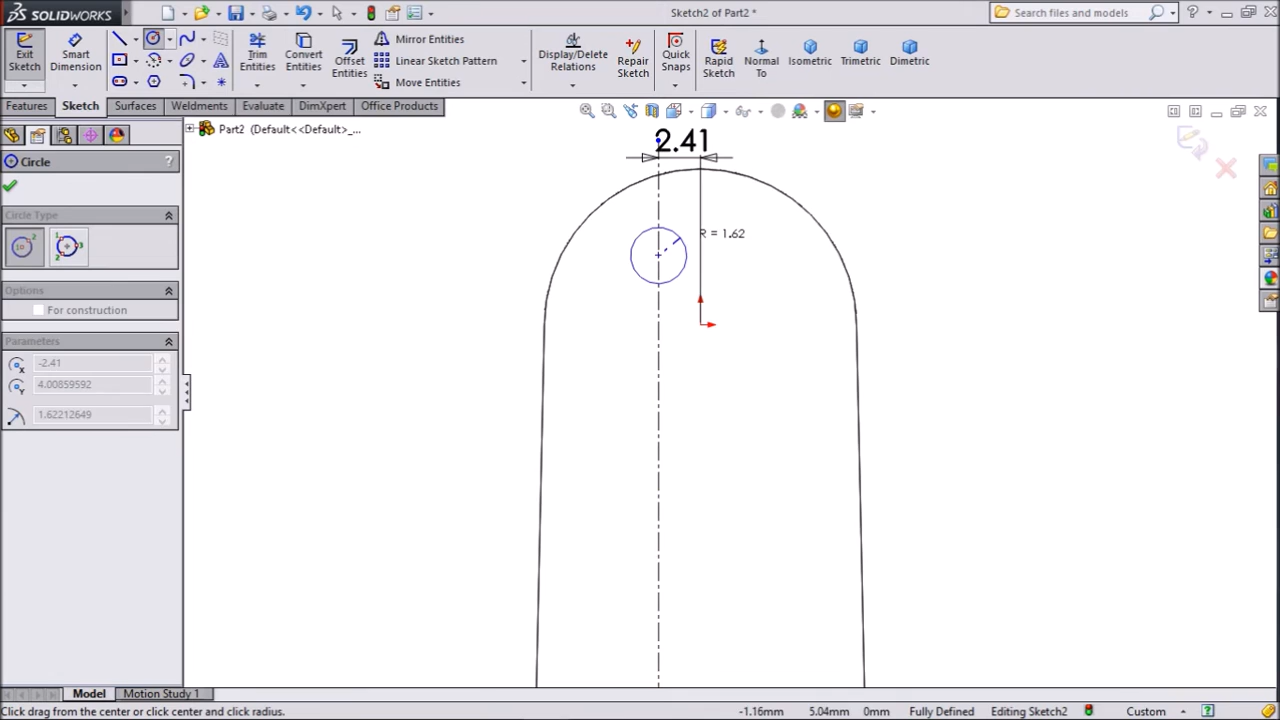 SOLIDWORKS
Sketch2 of Part2 *
Search files and models
Exit Sketch
Smart Dimension
Trim Entities
Convert Entities
Offset Entities
Mirror Entities
Linear Sketch Pattern
Move Entities
Display/Delete Relations
Repair Sketch
Quick Snaps
Rapid Sketch
Normal To
Isometric
Trimetric
Dimetric
Features
Sketch
Surfaces
Weldments
Evaluate
DimXpert
Office Products
Part2 (Default<<Default>_...
Circle
?
Circle Type
Options
For construction
Parameters
-2.41
4.00859592
1.62212649
2.41
R = 1.62
Model
Motion Study 1
Click drag from the center or click center and click radius.
-1.16mm
5.04mm
0mm
Fully Defined
Editing Sketch2
Custom